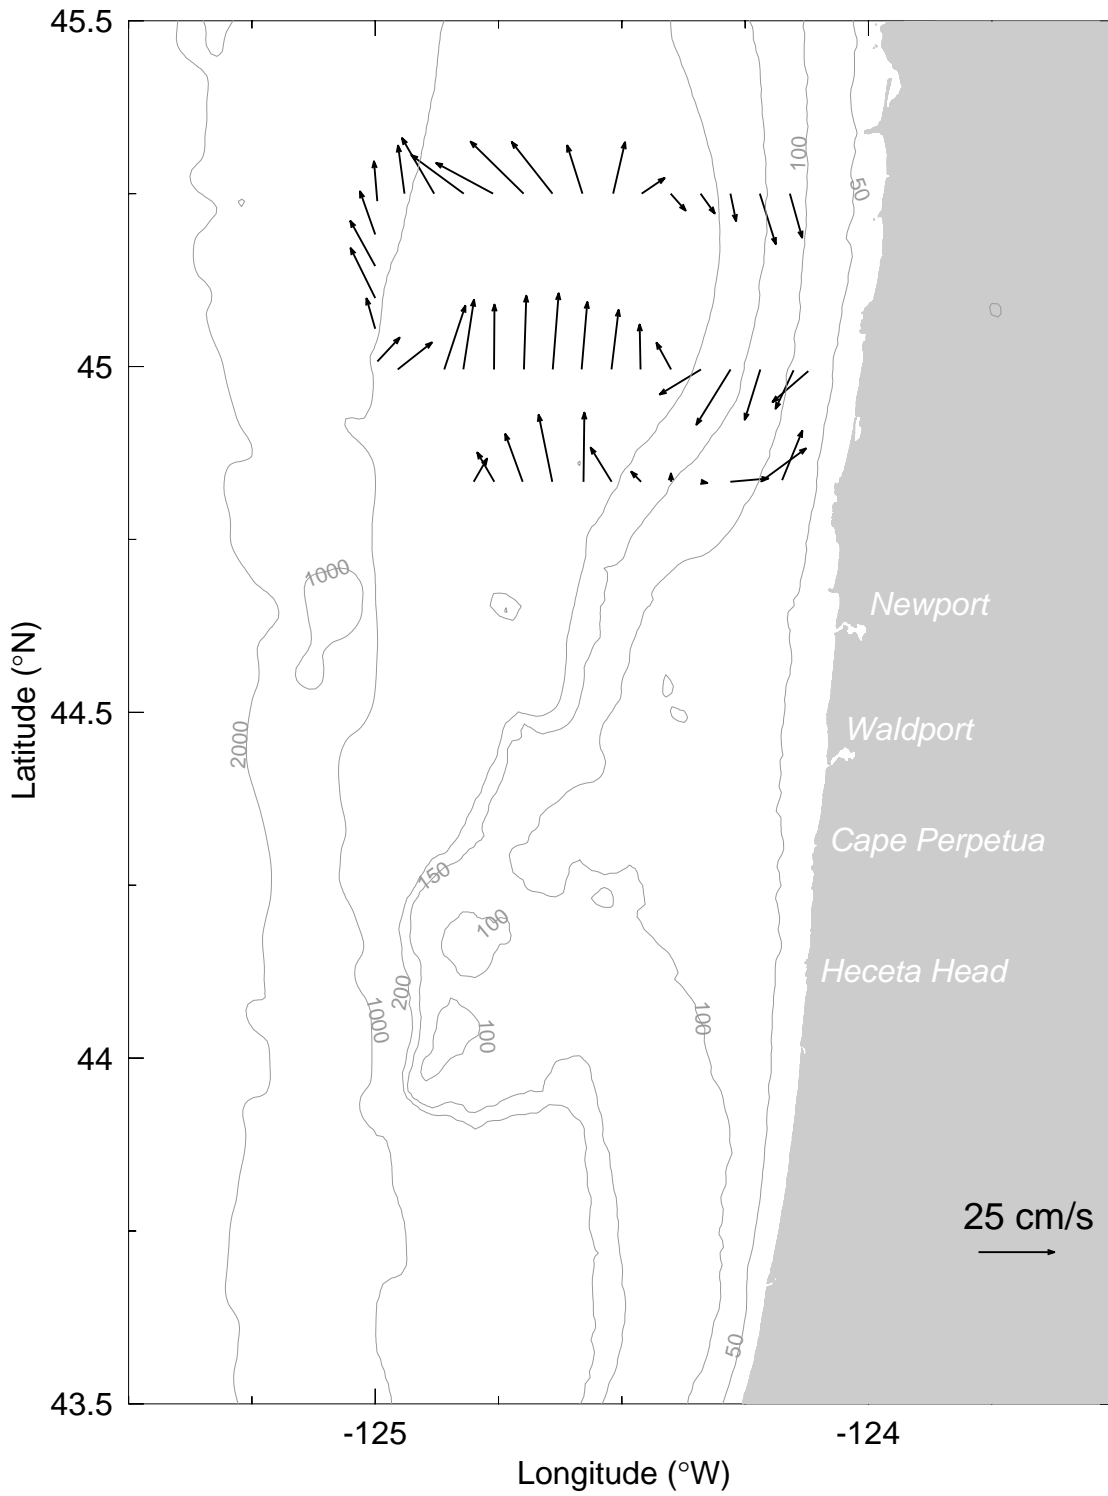 45.5
100
50
45
1000
Newport
Latitude (°N)
44.5
2000
Waldport
Cape Perpetua
150
100
Heceta Head
200
1000
100
100
44
25 cm/s
50
43.5
-125
-124
Longitude (°W)